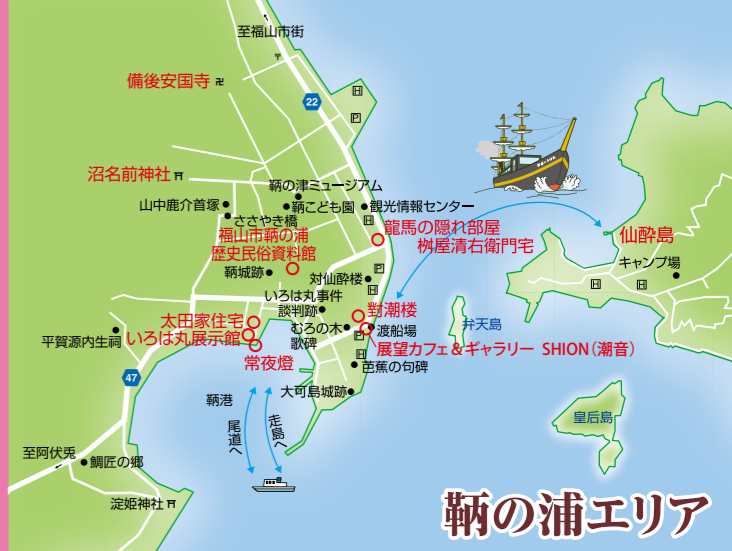 至福山市街
備後安国寺
22
H
P
沼名前神社
鞆の津ミュージアム
山中鹿介首塚
鞆こども園
観光情報センター
ささやき橋
H
龍馬の隠れ部屋
桝屋清右衛門宅
福山市鞆の浦
歴史民俗資料館
仙酔島
キャンプ場
鞆城跡
対仙酔楼
P
H
H
H
いろは丸事件
談判跡
對潮楼
太田家住宅
むろの木
歌碑
渡船場
弁天島
平賀源内生祠
いろは丸展示館
P
H
展望カフェ&ギャラリー SHION(潮音)
常夜燈
芭蕉の句碑
47
大可島城跡
鞆港
尾道へ
走島へ
皇后島
至阿伏兎
鯛匠の郷
淀姫神社
鞆の浦エリア